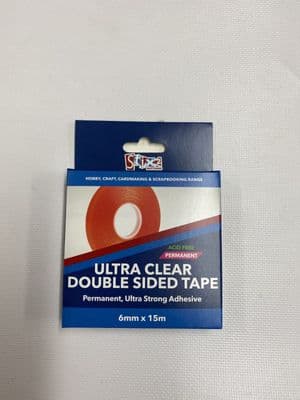 Stix2
HOBBY, CRAFT, CARDMAKING & SCRAPBOOKING RANGE
ACID FREE
PERMANENT
ULTRA CLEAR
DOUBLE SIDED TAPE
Permanent, Ultra Strong Adhesive
6mm x 15m